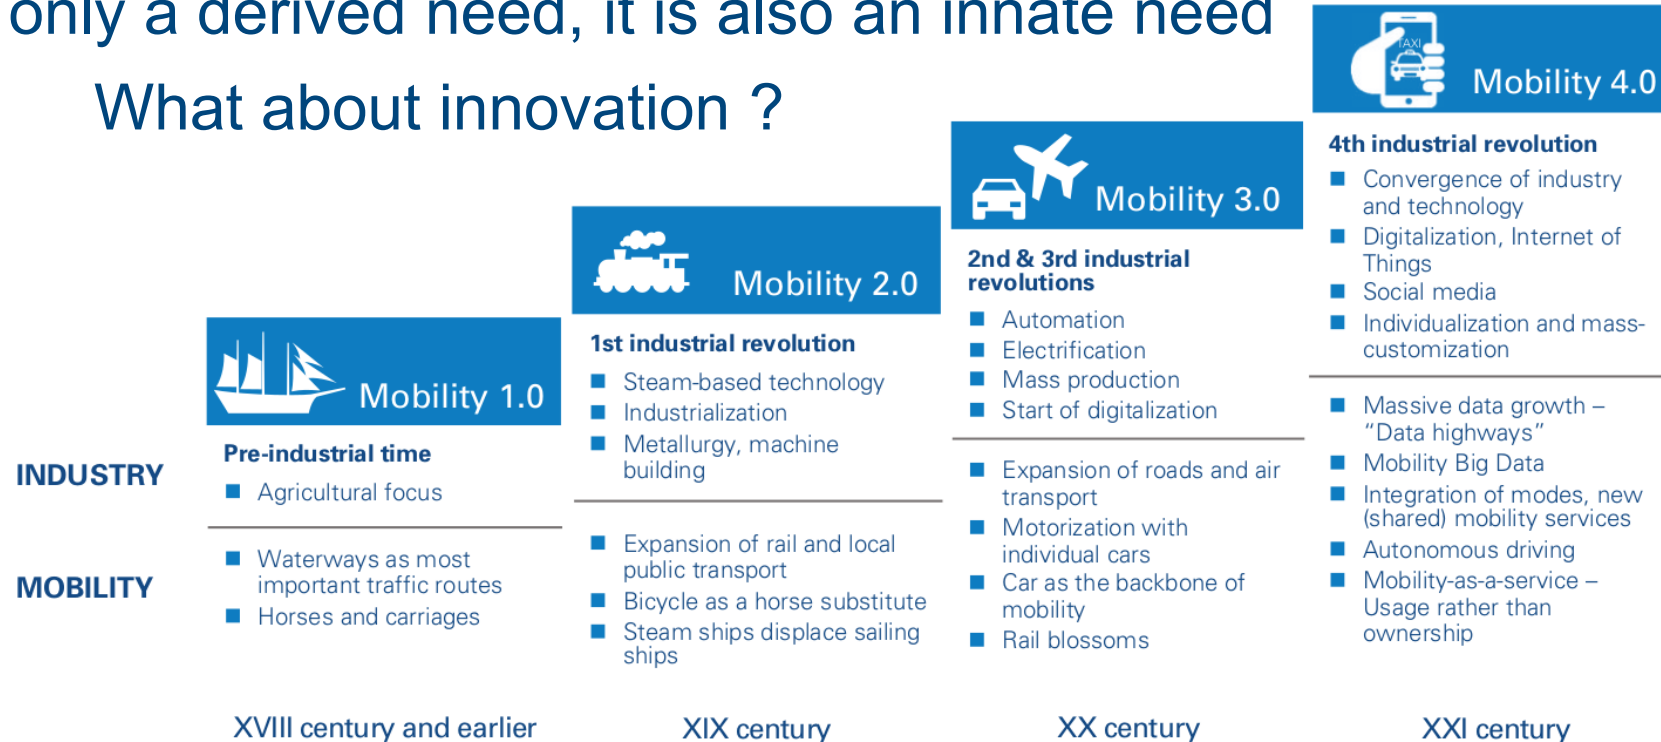 only a derived need, it is also an innate need
What about innovation ?
TAXI
Mobility 4.0
4th industrial revolution
Convergence of industry
and technology
Digitalization, Internet of
Things
Social media
Individualization and mass-
customization
Massive data growth –
“Data highways”
Mobility Big Data
Integration of modes, new
(shared) mobility services
Autonomous driving
Mobility-as-a-service –
Usage rather than
ownership
XXI century
Mobility 3.0
2nd & 3rd industrial
revolutions
Automation
Electrification
Mass production
Start of digitalization
Expansion of roads and air
transport
Motorization with
individual cars
Car as the backbone of
mobility
Rail blossoms
XX century
Mobility 2.0
1st industrial revolution
Steam-based technology
Industrialization
Metallurgy, machine
building
Expansion of rail and local
public transport
Bicycle as a horse substitute
Steam ships displace sailing
ships
XIX century
Mobility 1.0
Pre-industrial time
Agricultural focus
Waterways as most
important traffic routes
Horses and carriages
XVIII century and earlier
INDUSTRY
MOBILITY